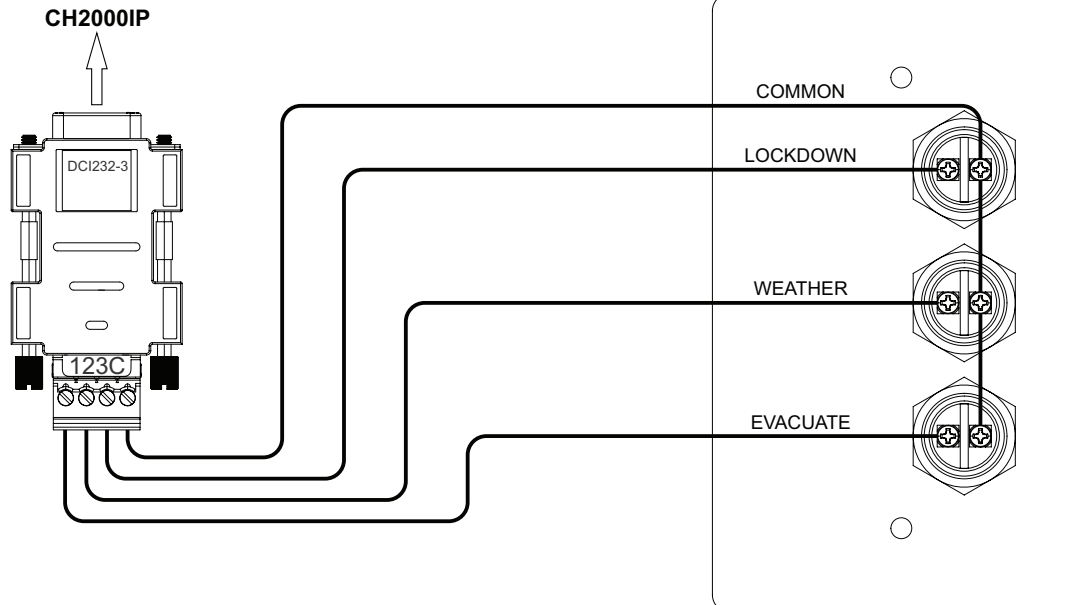 CH2000IP
COMMON
LOCKDOWN
DCI232-3
WEATHER
123C
EVACUATE